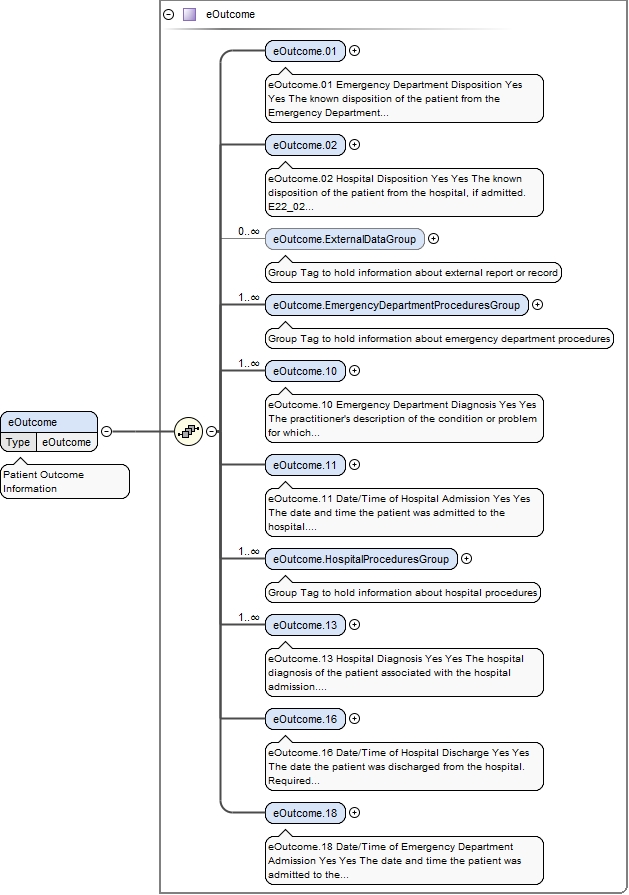 eOutcome
eOutcome.01
eOutcome.01 Emergency Department Disposition Yes
Yes The known disposition of the patient from the
Emergency Department...
eOutcome.02
eOutcome.02 Hospital Disposition Yes Yes The known
disposition of the patient from the hospital, if admitted.
E22_02...
0..∞
eOutcome.ExternalDataGroup
Group Tag to hold information about external report or record
1..∞
eOutcome.EmergencyDepartmentProceduresGroup
Group Tag to hold information about emergency department procedures
1..∞
eOutcome.10
eOutcome.10 Emergency Department Diagnosis Yes Yes
The practitioner's description of the condition or problem
for which...
eOutcome
Type eOutcome
Patient Outcome
Information
eOutcome.11
eOutcome.11 Date/Time of Hospital Admission Yes Yes
The date and time the patient was admitted to the
hospital....
1..∞
eOutcome.HospitalProceduresGroup
Group Tag to hold information about hospital procedures
1..∞
eOutcome.13
eOutcome.13 Hospital Diagnosis Yes Yes The hospital
diagnosis of the patient associated with the hospital
admission....
eOutcome.16
eOutcome.16 Date/Time of Hospital Discharge Yes Yes
The date the patient was discharged from the hospital.
Required...
eOutcome.18
eOutcome.18 Date/Time of Emergency Department
Admission Yes Yes The date and time the patient was
admitted to the...